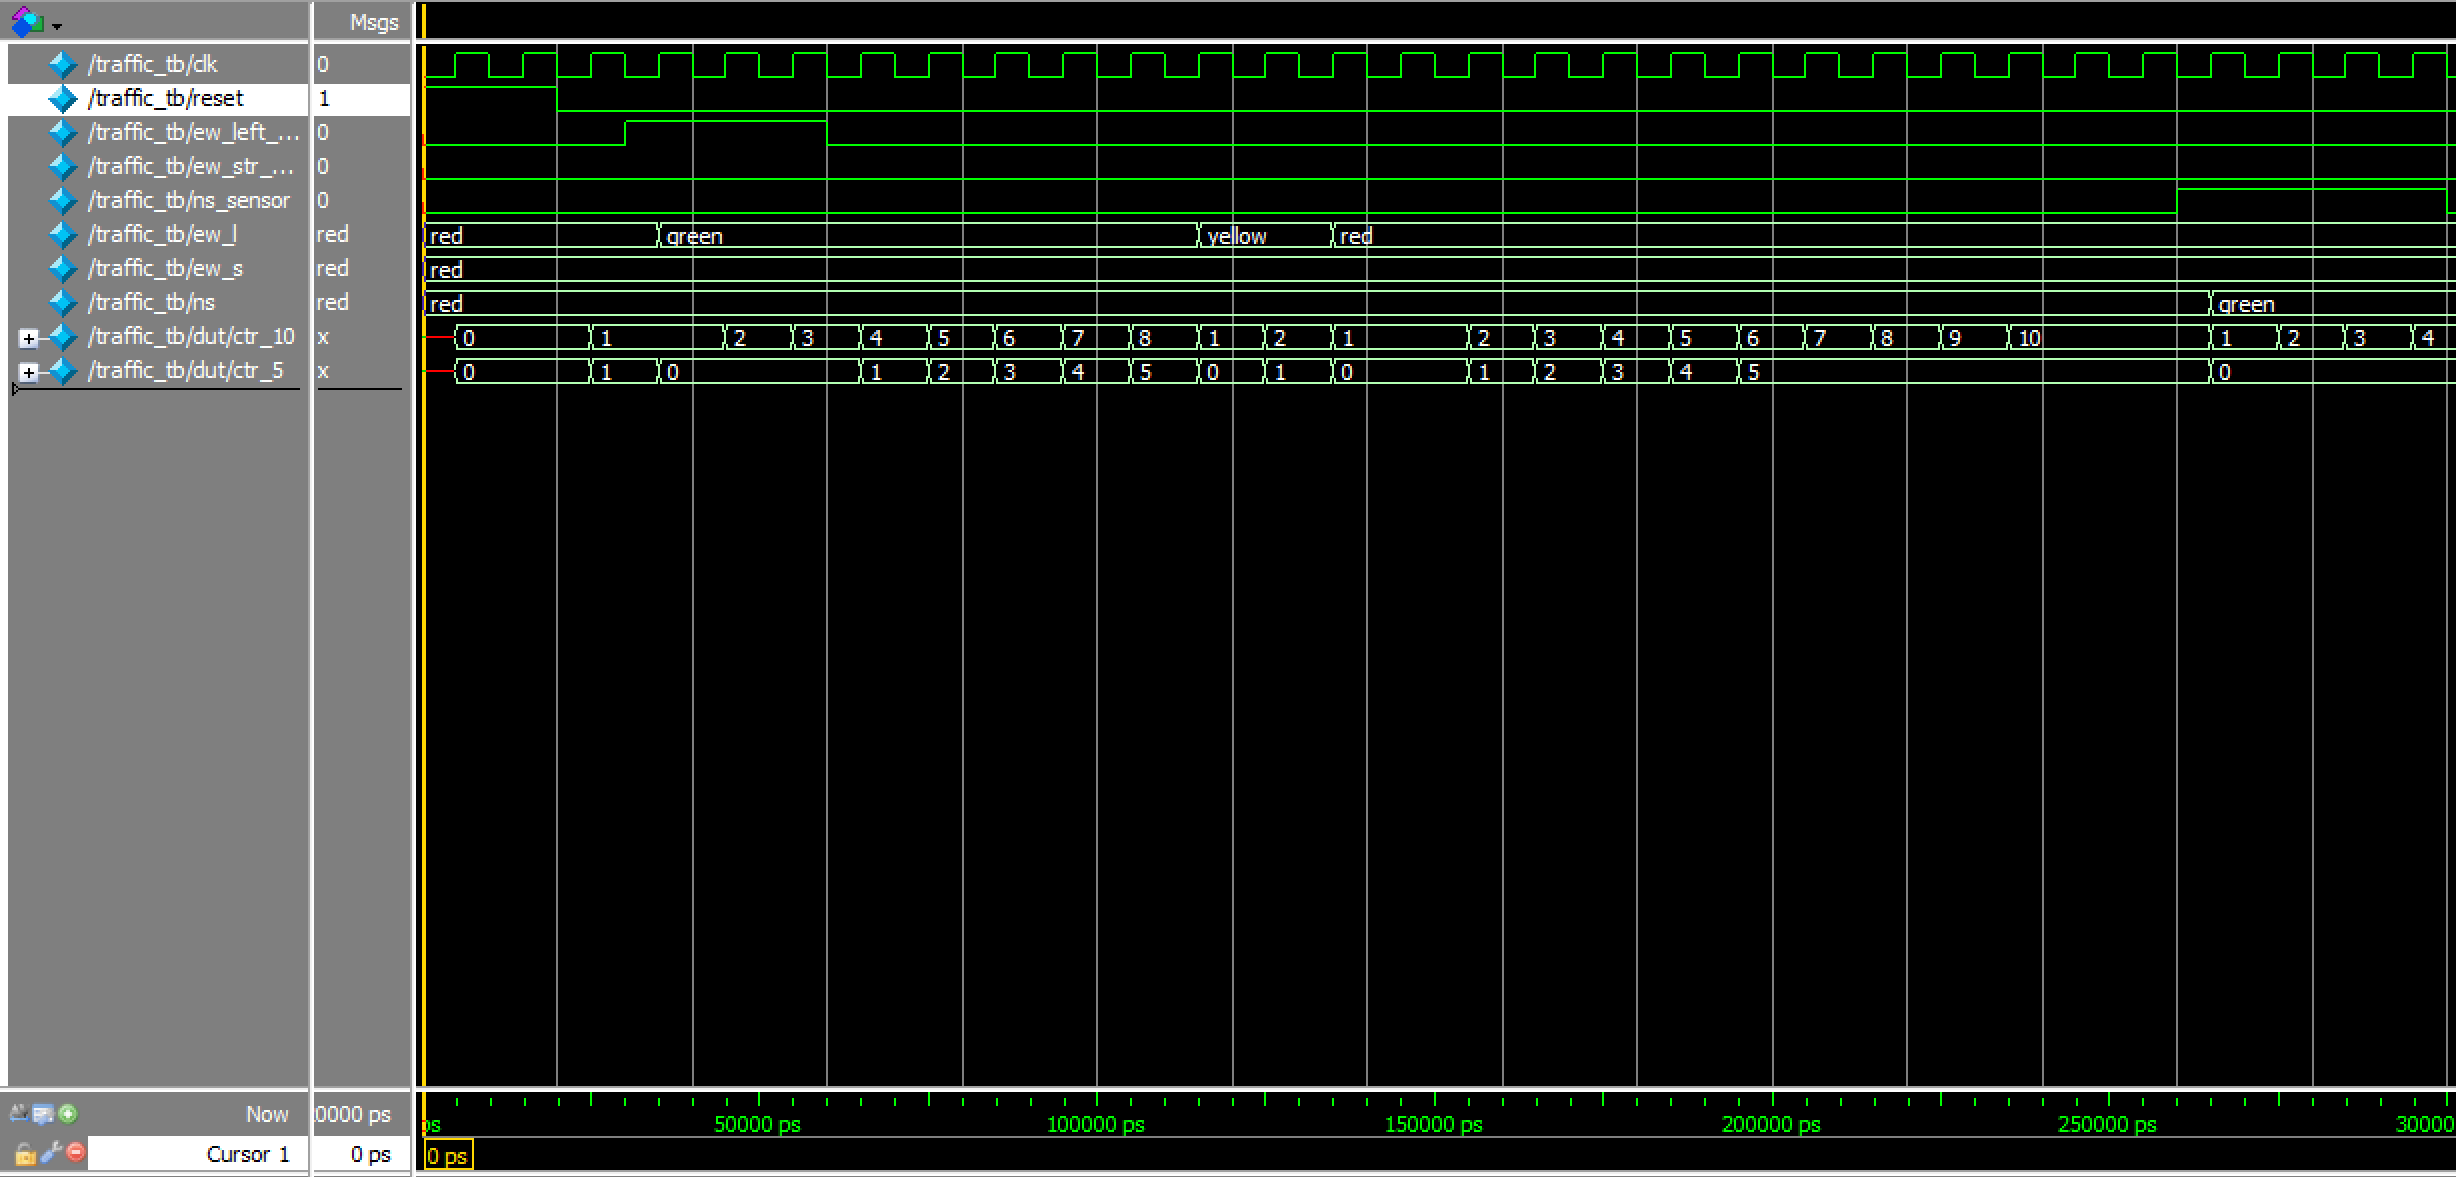 Msgs
/traffic_tb/clk 0
/traffic_tb/reset 1
/traffic_tb/ew_left_... 0
/traffic_tb/ew_str_... 0
/traffic_tb/ns_sensor 0
/traffic_tb/ew_l red red green yellow red
/traffic_tb/ew_s red red
/traffic_tb/ns red red green
/traffic_tb/dut/ctr_10 x 0 1 2 3 4 5 6 7 8 1 2 1 2 3 4 5 6 7 8 9 10 1 2 3 4
/traffic_tb/dut/ctr_5 x 0 1 0 1 2 3 4 5 0 1 0 1 2 3 4 5 0
Now 0000 ps ps 50000 ps 100000 ps 150000 ps 200000 ps 250000 ps 30000
Cursor 1 0 ps 0 ps